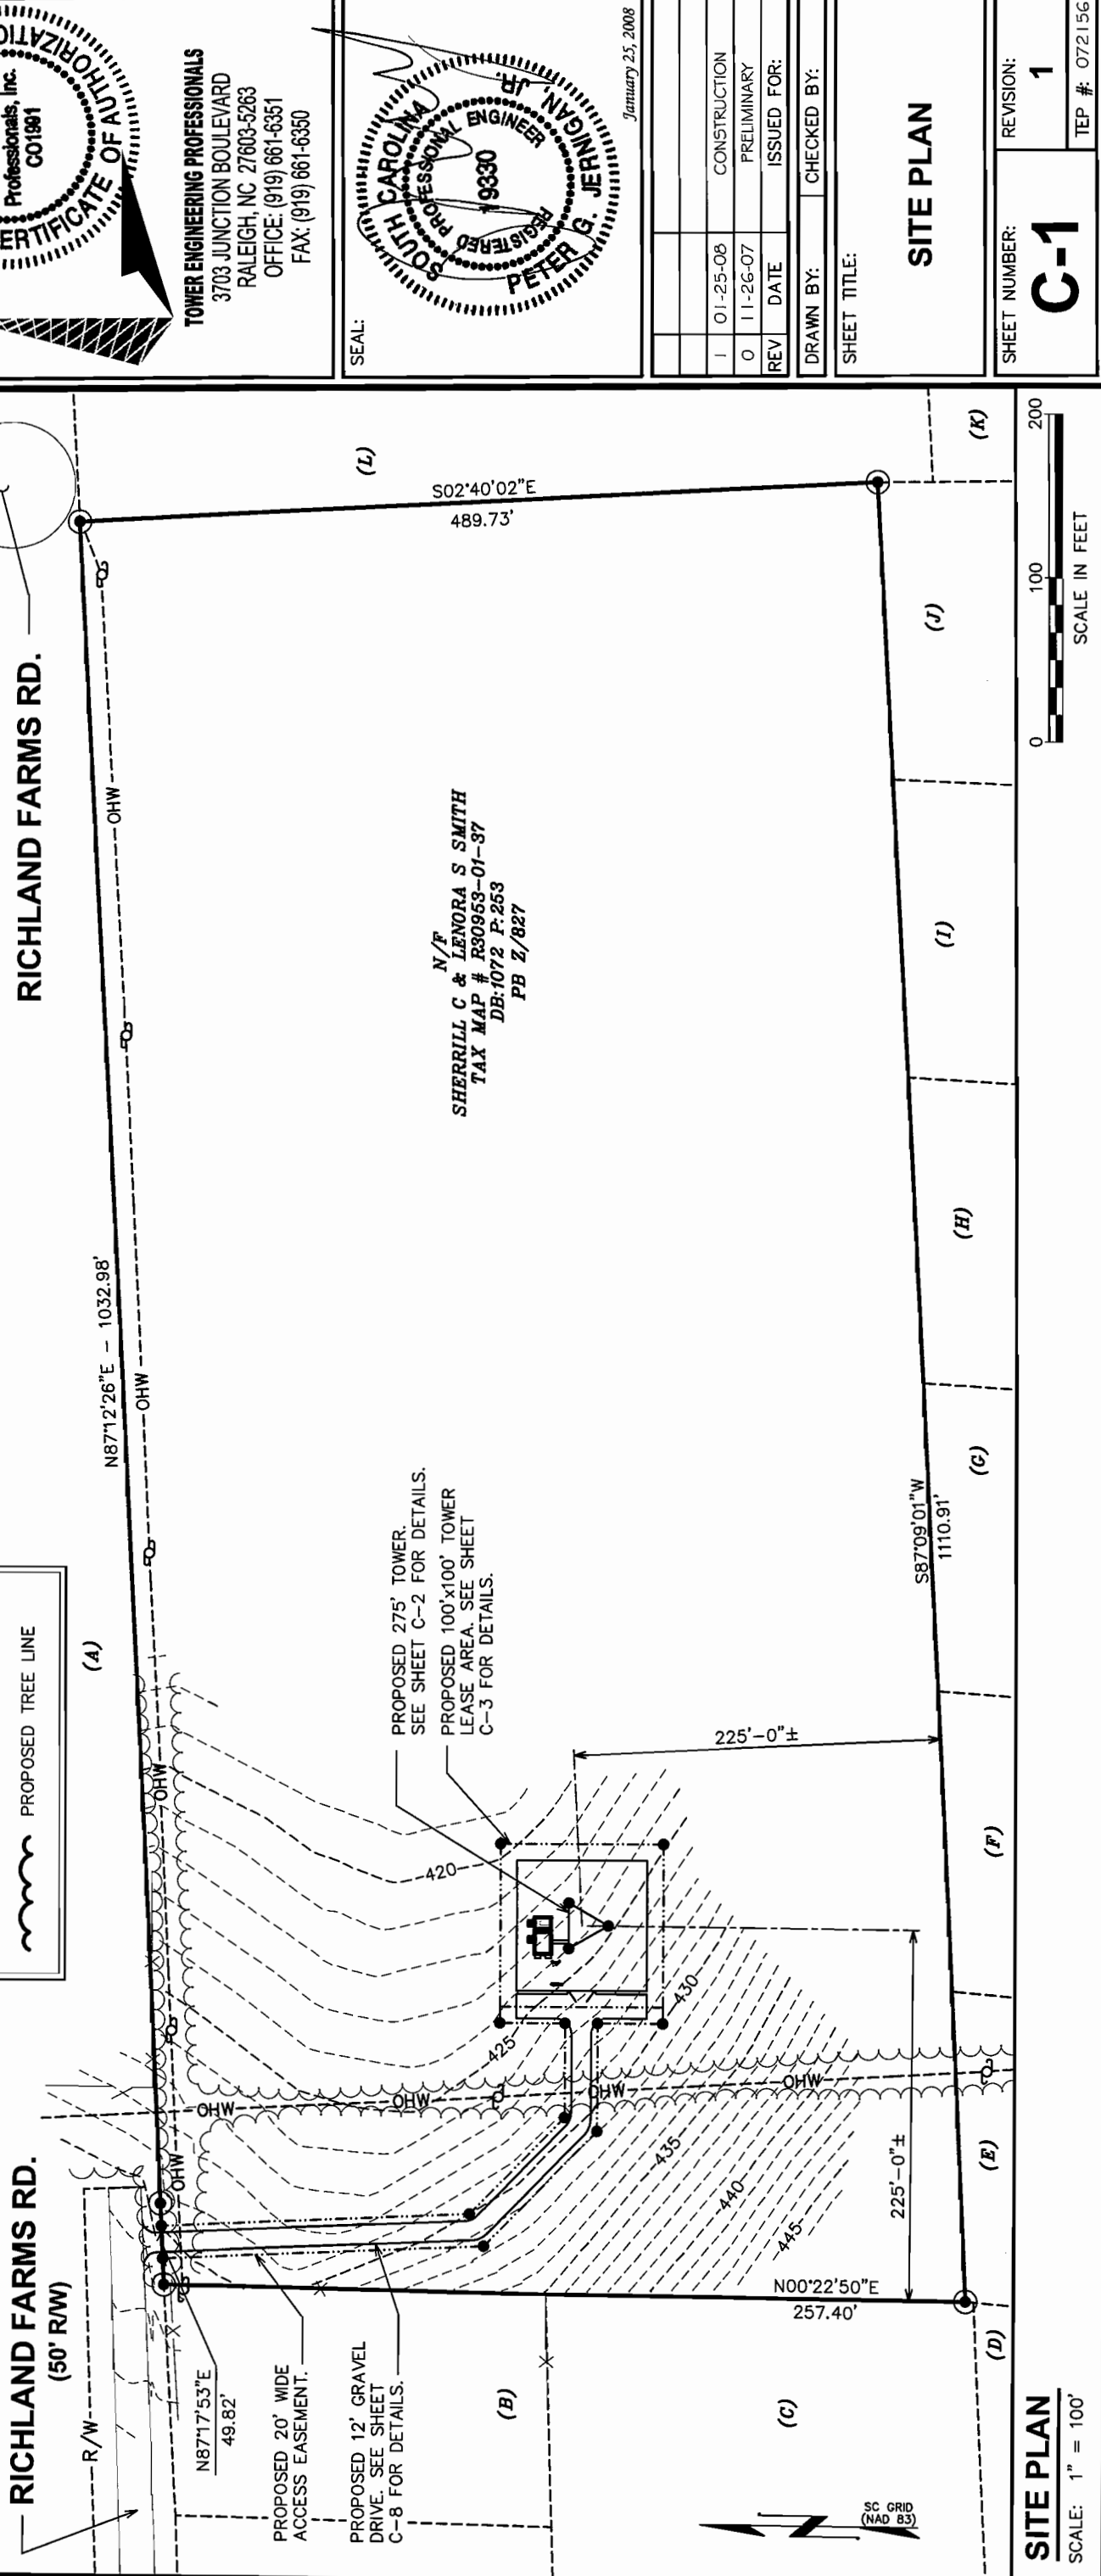 RICHLAND FARMS RD.
(50' R/W)
R/W
N87°17'53"E
49.82'
PROPOSED 20' WIDE
ACCESS EASEMENT.
PROPOSED 12' GRAVEL
DRIVE. SEE SHEET
C-8 FOR DETAILS.
(B)
(C)
SC GRID
(NAD 83)
SITE PLAN
SCALE: 1" = 100'
PROPOSED TREE LINE
(A)
N87°12'26"E - 1032.98'
RICHLAND FARMS RD.
OHW
OHW
OHW
OHW
OHW
OHW
OHW
OHW
OHW
420
425
430
435
440
445
PROPOSED 275' TOWER.
SEE SHEET C-2 FOR DETAILS.
PROPOSED 100'x100' TOWER
LEASE AREA. SEE SHEET
C-3 FOR DETAILS.
225'-0"±
225'-0"±
N00°22'50"E
257.40'
N/F
SHERRILL C & LENORA S SMITH
TAX MAP # R30953-01-37
DB:1072 P:253
PB Z/827
S02°40'02"E
489.73'
S87°09'01"W
1110.91'
(D)
(E)
(F)
(G)
(H)
(I)
(J)
(K)
(L)
0 100 200
SCALE IN FEET
Professionals, Inc.
CO1991
OF AUTHORIZATION
TOWER ENGINEERING PROFESSIONALS
3703 JUNCTION BOULEVARD
RALEIGH, NC 27603-5263
OFFICE: (919) 661-6351
FAX: (919) 661-6350
SEAL:
SOUTH CAROLINA
REGISTERED PROFESSIONAL ENGINEER
19330
PETER G. JERNIGAN, JR.
January 25, 2008
1 01-25-08 CONSTRUCTION
0 11-26-07 PRELIMINARY
REV DATE ISSUED FOR:
DRAWN BY: CHECKED BY:
SHEET TITLE:
SITE PLAN
SHEET NUMBER:
C-1
REVISION:
1
TEP #: 072156